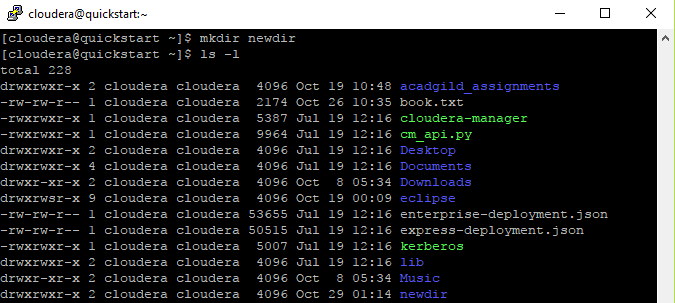 cloudera@quickstart:~
[cloudera@quickstart ~]$ mkdir newdir
[cloudera@quickstart ~]$ ls -l
total 228
drwxrwxr-x 2 cloudera cloudera  4096 Oct 19 10:48 acadgild_assignments
-rw-rw-r-- 1 cloudera cloudera  2174 Oct 26 10:35 book.txt
-rwxrwxr-x 1 cloudera cloudera  5387 Jul 19 12:16 cloudera-manager
-rwxrwxr-x 1 cloudera cloudera  9964 Jul 19 12:16 cm_api.py
drwxrwxr-x 2 cloudera cloudera  4096 Jul 19 12:16 Desktop
drwxrwxr-x 4 cloudera cloudera  4096 Jul 19 12:16 Documents
drwxr-xr-x 2 cloudera cloudera  4096 Oct  8 05:34 Downloads
drwxrwsr-x 9 cloudera cloudera  4096 Oct 19 00:09 eclipse
-rw-rw-r-- 1 cloudera cloudera 53655 Jul 19 12:16 enterprise-deployment.json
-rw-rw-r-- 1 cloudera cloudera 50515 Jul 19 12:16 express-deployment.json
-rwxrwxr-x 1 cloudera cloudera  5007 Jul 19 12:16 kerberos
drwxrwxr-x 2 cloudera cloudera  4096 Jul 19 12:16 lib
drwxr-xr-x 2 cloudera cloudera  4096 Oct  8 05:34 Music
drwxrwxr-x 2 cloudera cloudera  4096 Oct 29 01:14 newdir